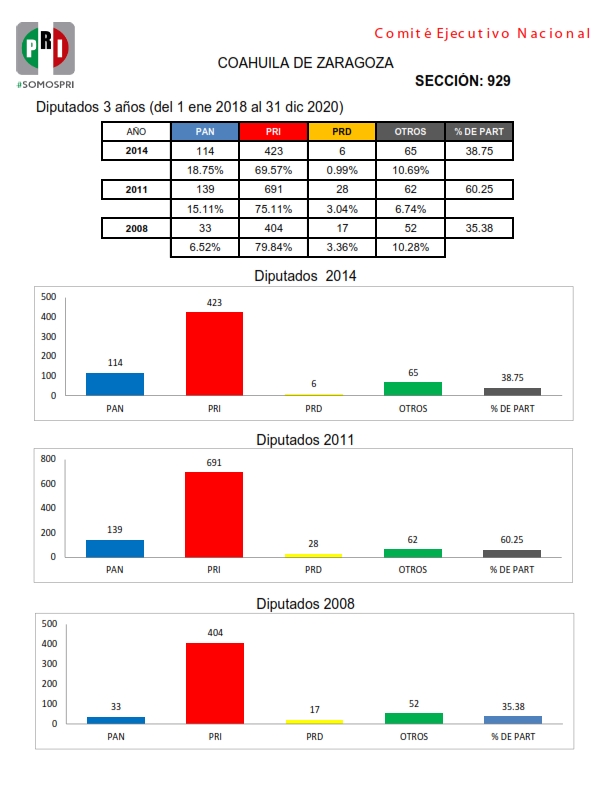 Comité Ejecutivo Nacional
PRI
#SOMOSPRI
COAHUILA DE ZARAGOZA
SECCIÓN: 929
Diputados 3 años (del 1 ene 2018 al 31 dic 2020)
AÑO PAN PRI PRD OTROS % DE PART
2014 114 423 6 65 38.75
18.75% 69.57% 0.99% 10.69%
2011 139 691 28 62 60.25
15.11% 75.11% 3.04% 6.74%
2008 33 404 17 52 35.38
6.52% 79.84% 3.36% 10.28%
Diputados 2014
500
400
300
200
100
0
114 423 6 65 38.75
PAN PRI PRD OTROS % DE PART
Diputados 2011
800
600
400
200
0
139 691 28 62 60.25
PAN PRI PRD OTROS % DE PART
Diputados 2008
500
400
300
200
100
0
33 404 17 52 35.38
PAN PRI PRD OTROS % DE PART